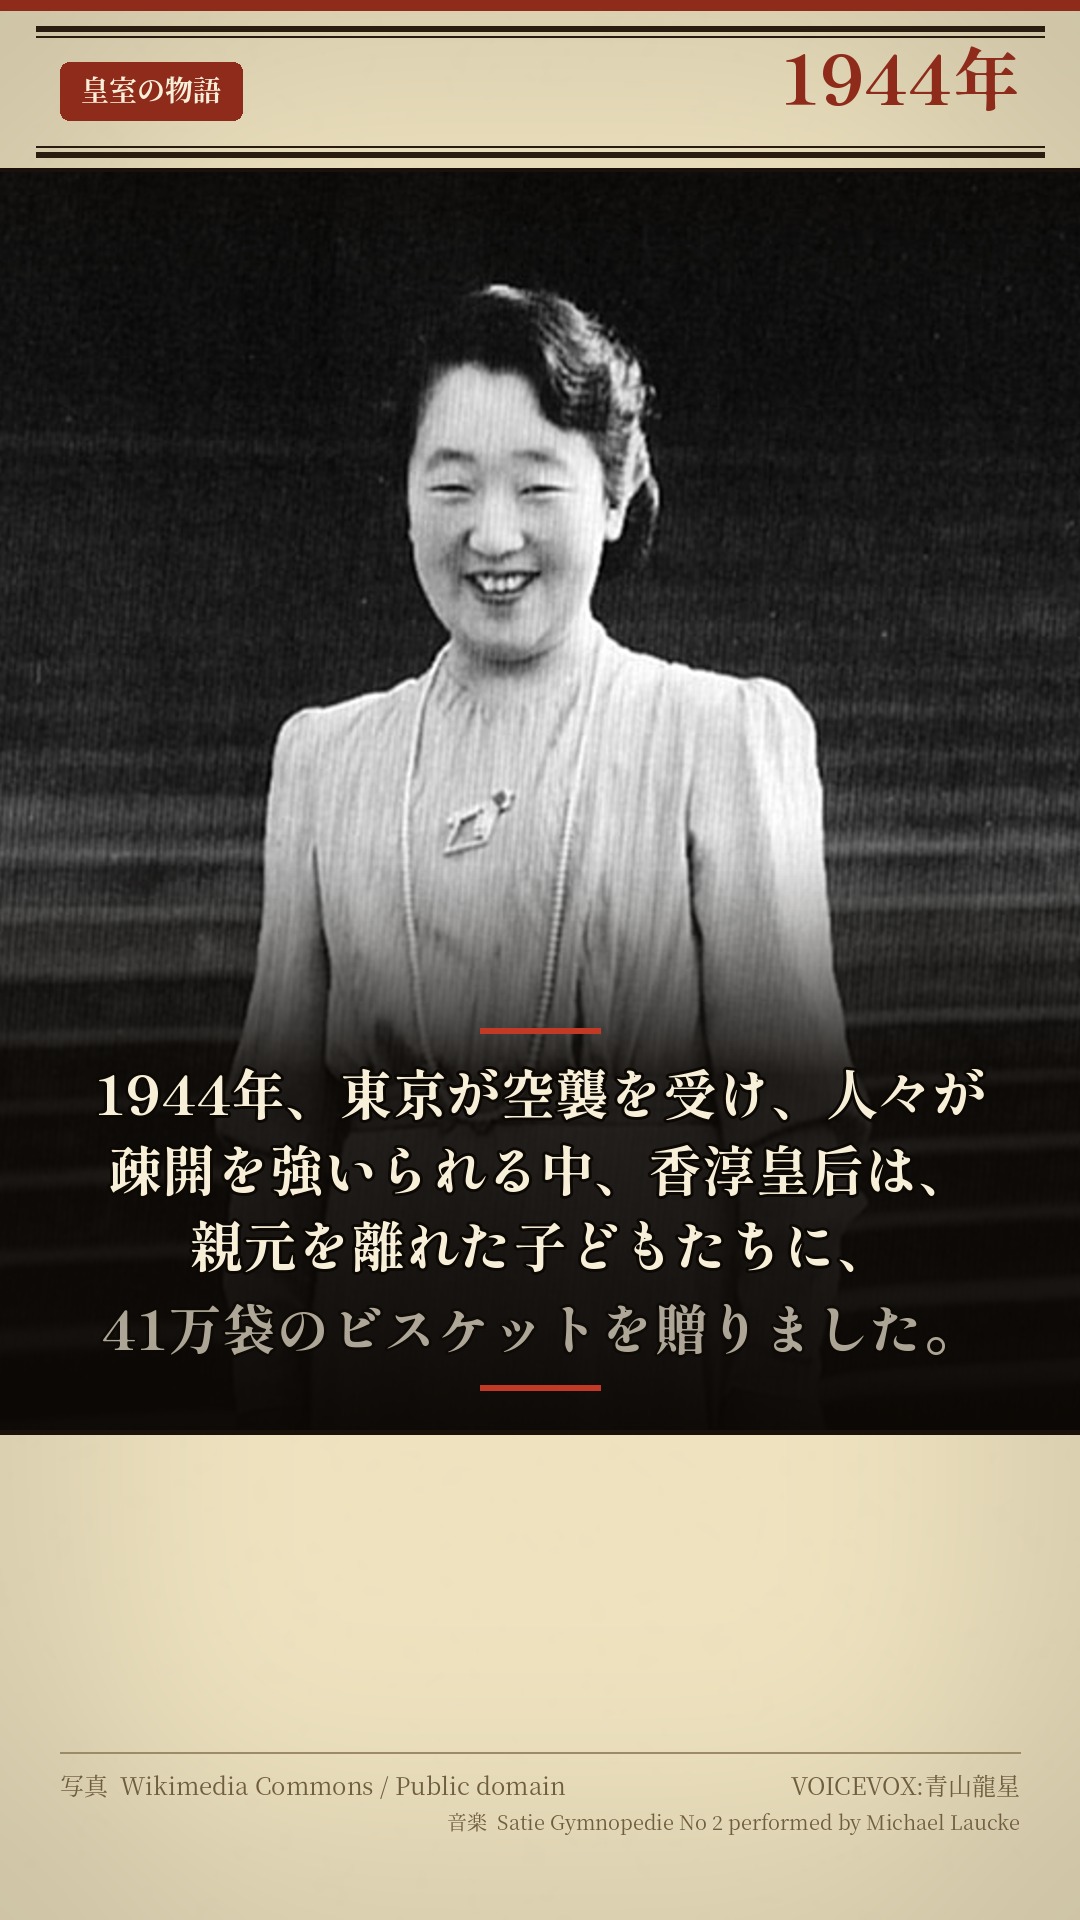 皇室の物語
1944年
1944年、東京が空襲を受け、人々が
疎開を強いられる中、香淳皇后は、
親元を離れた子どもたちに、
41万袋のビスケットを贈りました。
写真 Wikimedia Commons / Public domain
VOICEVOX:青山龍星
音楽 Satie Gymnopedie No 2 performed by Michael Laucke